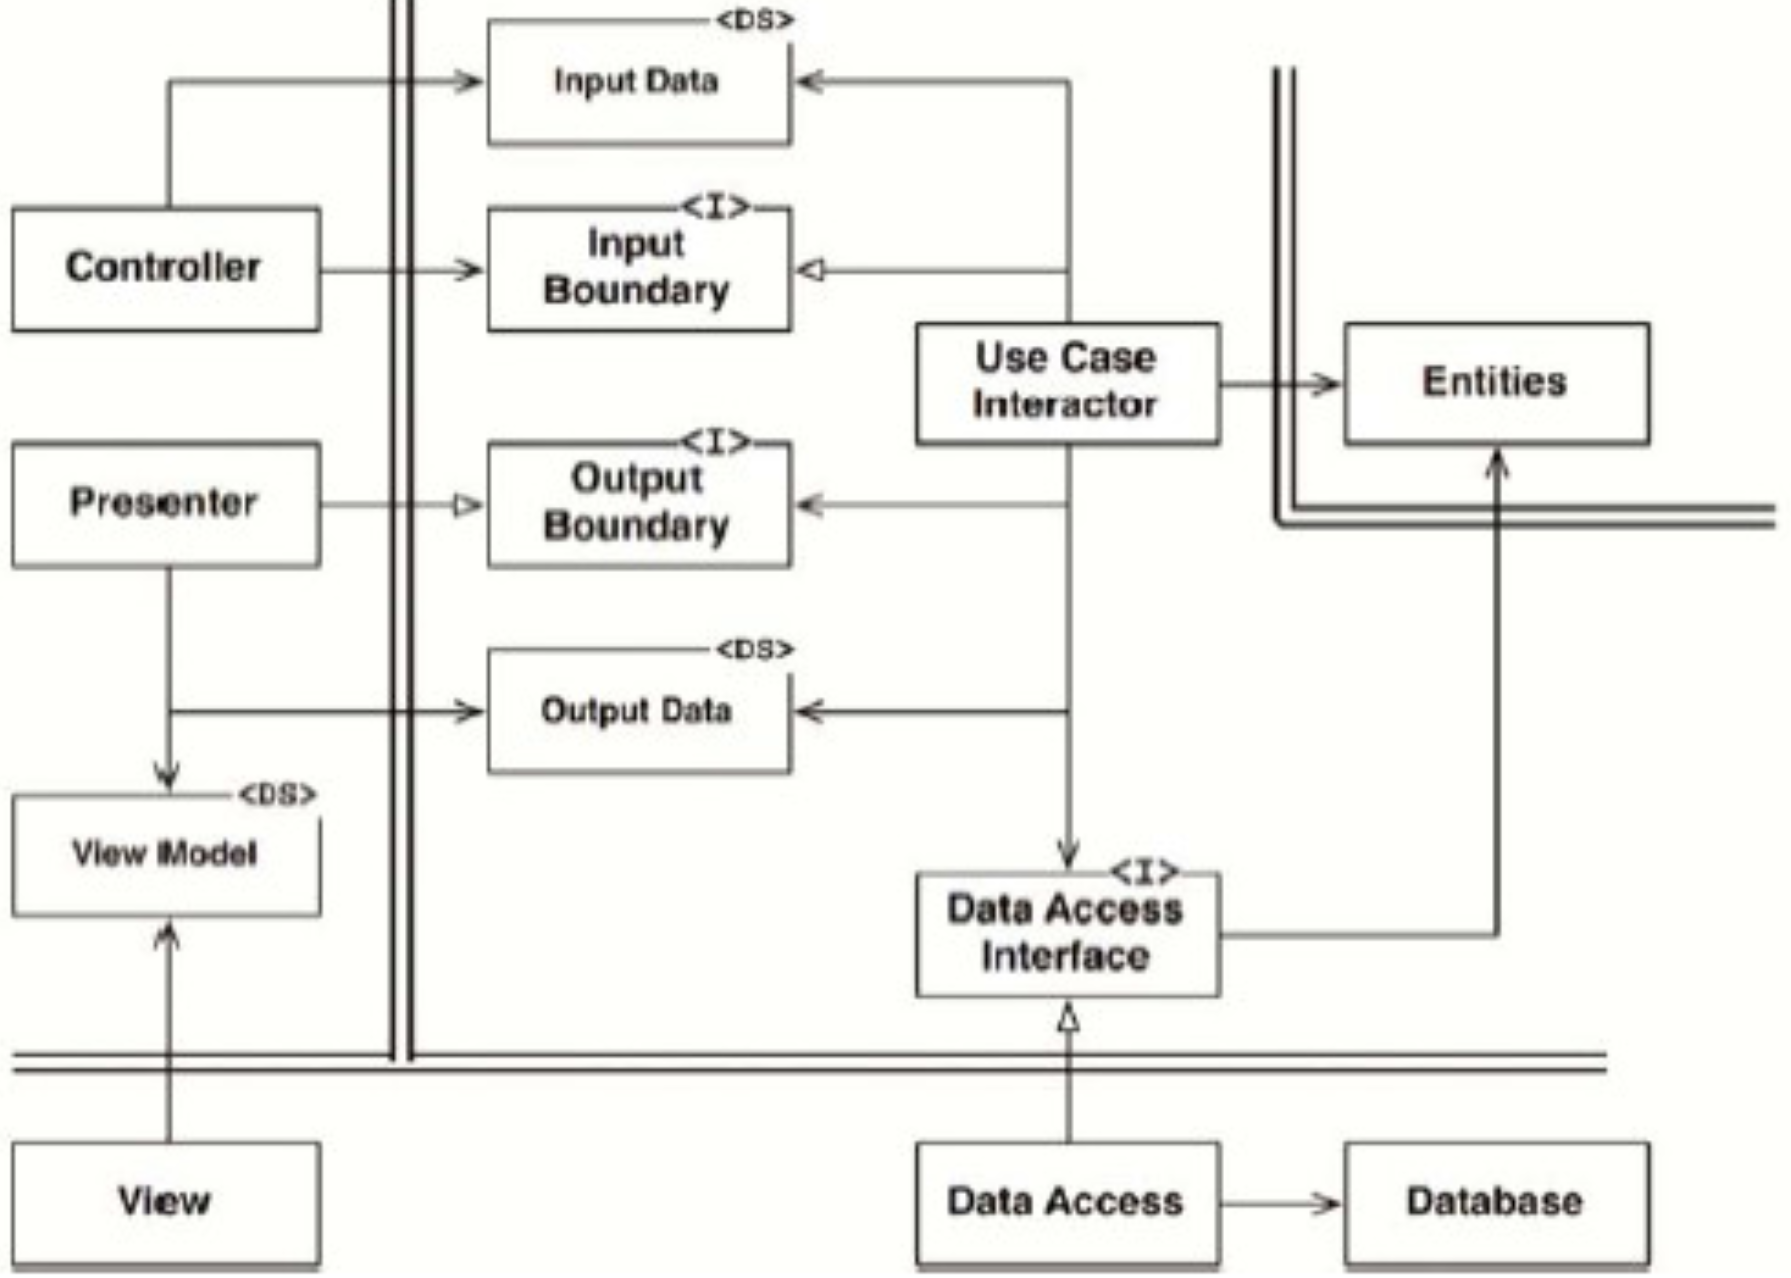 <DS>
Input Data
<I>
Input
Boundary
Controller
Use Case
Interactor
Entities
<I>
Output
Boundary
Presenter
<DS>
Output Data
<DS>
View Model
<I>
Data Access
Interface
View
Data Access
Database